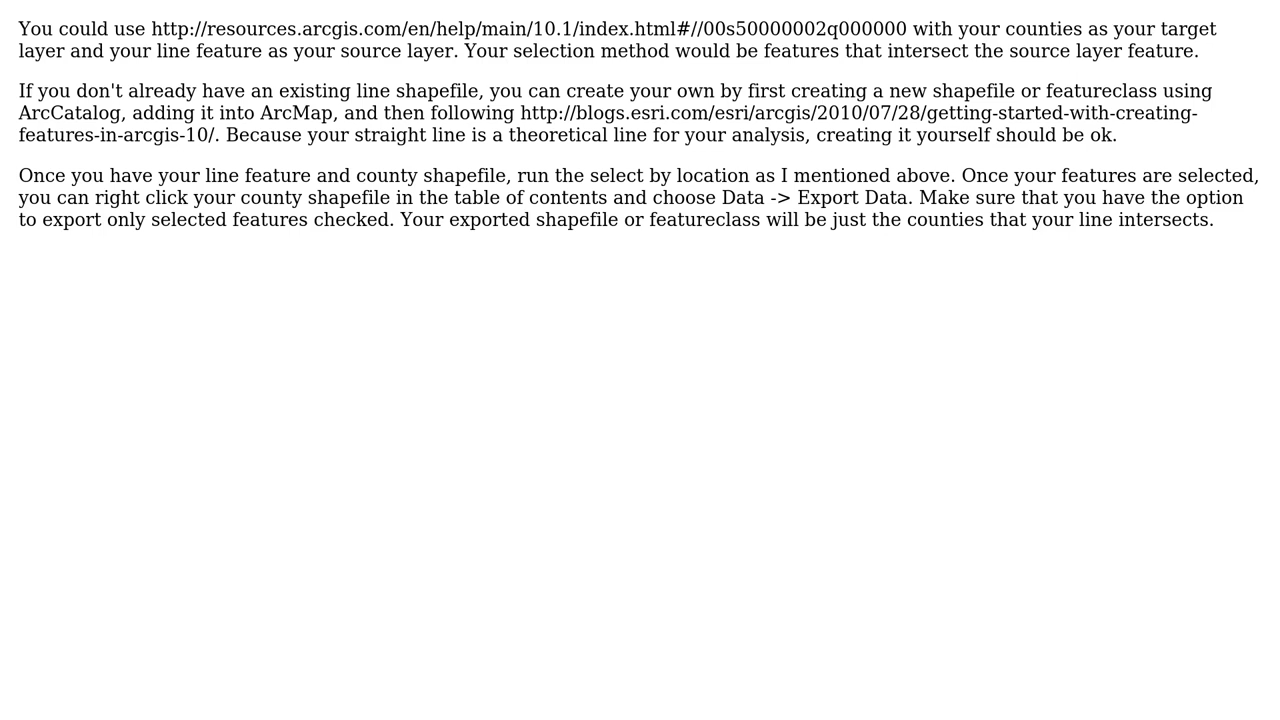 You could use http://resources.arcgis.com/en/help/main/10.1/index.html#//00s50000002q000000 with your counties as your target
layer and your line feature as your source layer. Your selection method would be features that intersect the source layer feature.
If you don't already have an existing line shapefile, you can create your own by first creating a new shapefile or featureclass using
ArcCatalog, adding it into ArcMap, and then following http://blogs.esri.com/esri/arcgis/2010/07/28/getting-started-with-creating-
features-in-arcgis-10/. Because your straight line is a theoretical line for your analysis, creating it yourself should be ok.
Once you have your line feature and county shapefile, run the select by location as I mentioned above. Once your features are selected,
you can right click your county shapefile in the table of contents and choose Data -> Export Data. Make sure that you have the option
to export only selected features checked. Your exported shapefile or featureclass will be just the counties that your line intersects.